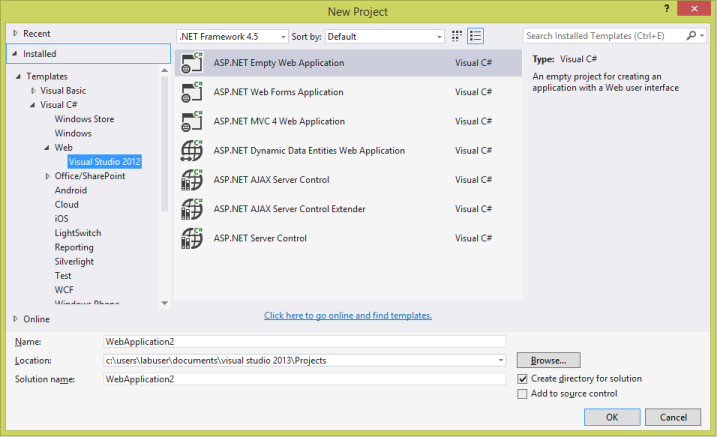 New Project
? x
Recent
Installed
Templates
Visual Basic
Visual C#
Windows Store
Windows
Web
Visual Studio 2012
Office/SharePoint
Android
Cloud
iOS
LightSwitch
Reporting
Silverlight
Test
WCF
Windows Phone
Online
.NET Framework 4.5 Sort by: Default
ASP.NET Empty Web Application Visual C#
ASP.NET Web Forms Application Visual C#
ASP.NET MVC 4 Web Application Visual C#
ASP.NET Dynamic Data Entities Web Application Visual C#
ASP.NET AJAX Server Control Visual C#
ASP.NET AJAX Server Control Extender Visual C#
ASP.NET Server Control Visual C#
Click here to go online and find templates.
Search Installed Templates (Ctrl+E)
Type: Visual C#
An empty project for creating an
application with a Web user interface
Name: WebApplication2
Location: c:\users\labuser\documents\visual studio 2013\Projects
Browse...
Solution name: WebApplication2
Create directory for solution
Add to source control
OK Cancel